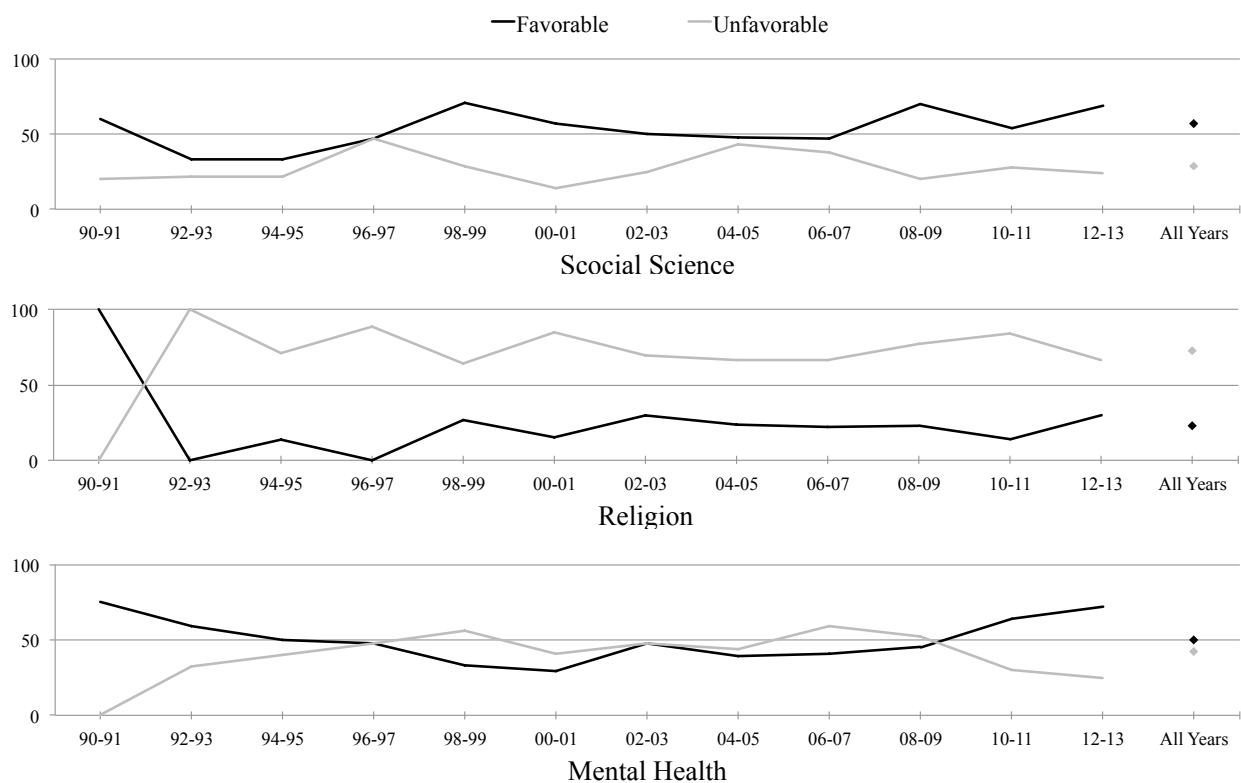 Favorable Unfavorable
100
50
0
90-91 92-93 94-95 96-97 98-99 00-01 02-03 04-05 06-07 08-09 10-11 12-13 All Years
Scocial Science
100
50
0
90-91 92-93 94-95 96-97 98-99 00-01 02-03 04-05 06-07 08-09 10-11 12-13 All Years
Religion
100
50
0
90-91 92-93 94-95 96-97 98-99 00-01 02-03 04-05 06-07 08-09 10-11 12-13 All Years
Mental Health